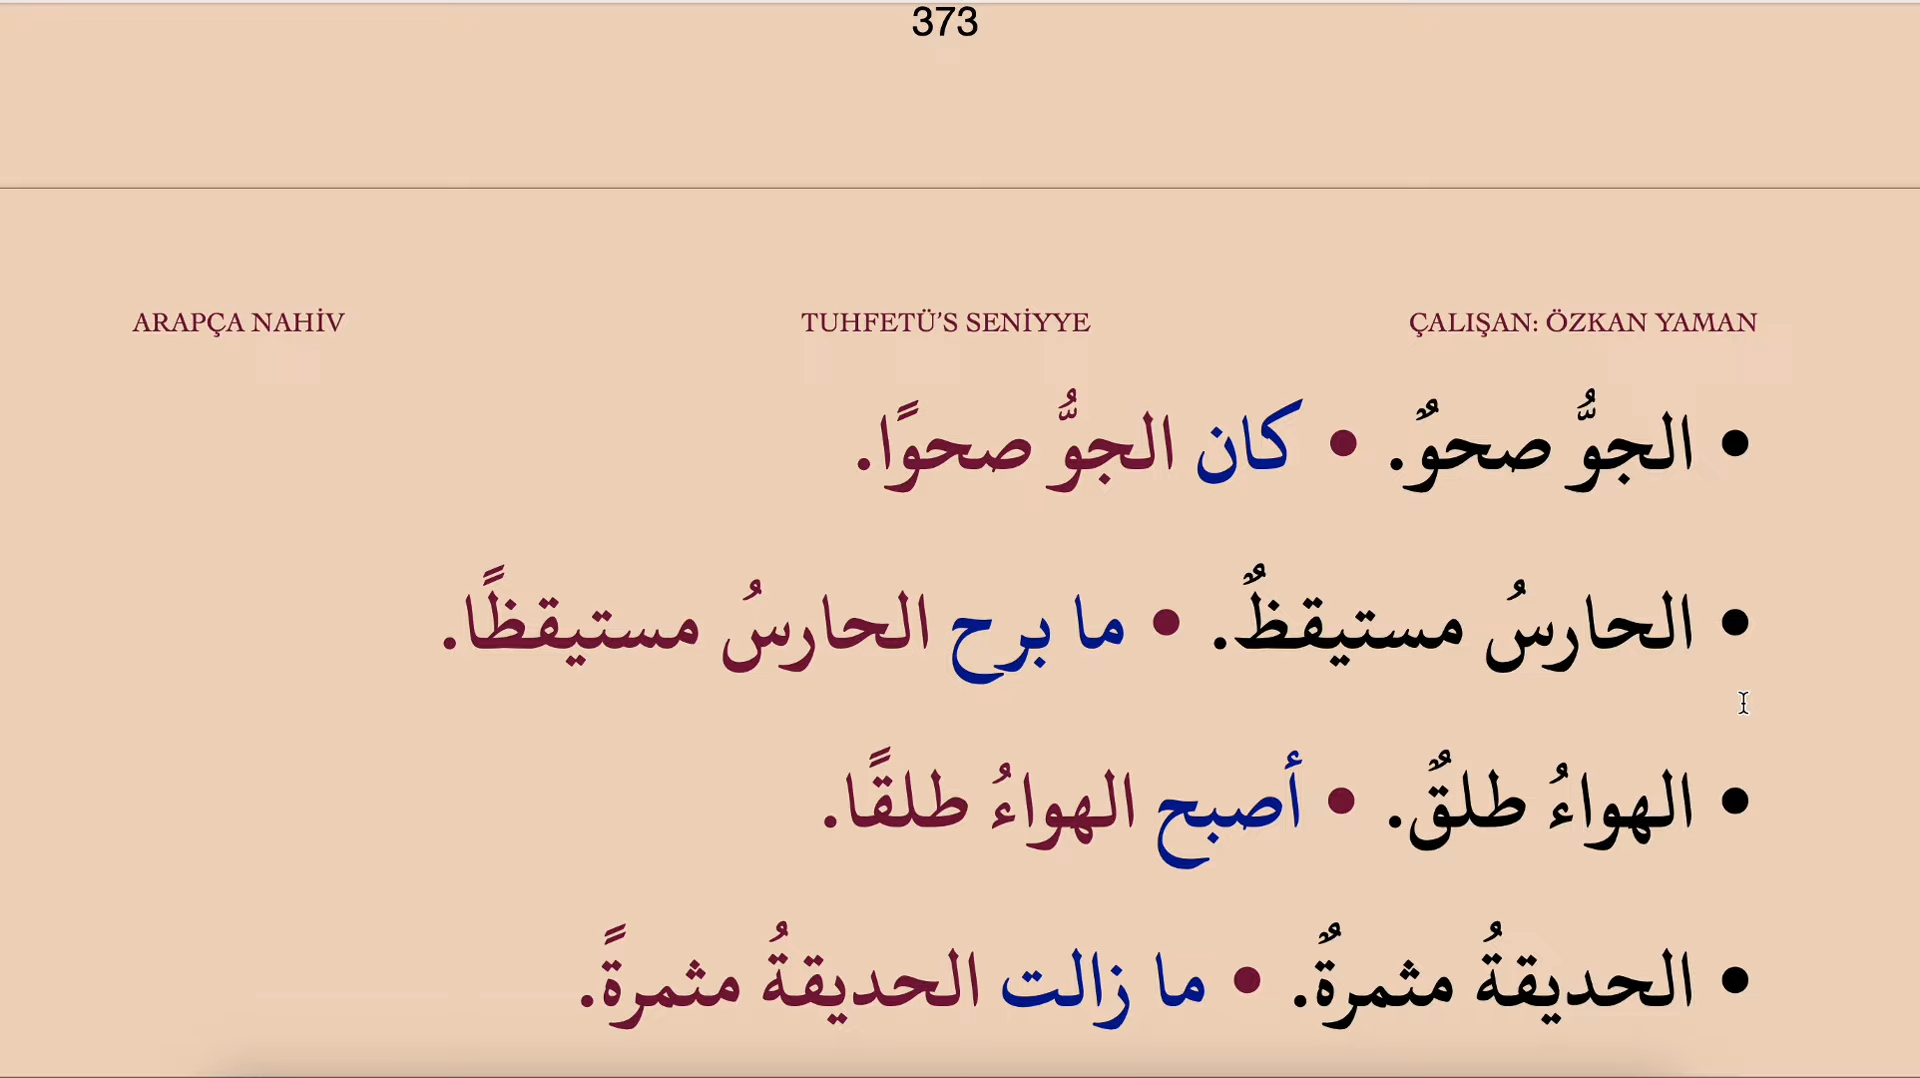 373
ARAPÇA NAHİV TUHFETÜ’S SENİYYE ÇALIŞAN: ÖZKAN YAMAN
• الجوُّ صحوٌ. • كان الجوُّ صحوًا.
• الحارسُ مستيقظٌ. • ما برح الحارسُ مستيقظًا.
• الهواءُ طلقٌ. • أصبح الهواءُ طلقًا.
• الحديقةُ مثمرةٌ. • ما زالت الحديقةُ مثمرةً.